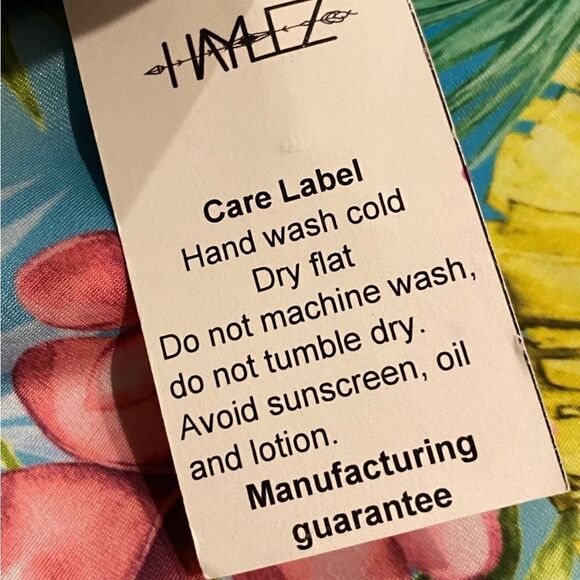 HAYLEZ
Care Label
Hand wash cold
Dry flat
Do not machine wash,
do not tumble dry.
Avoid sunscreen, oil
and lotion.
Manufacturing
guarantee